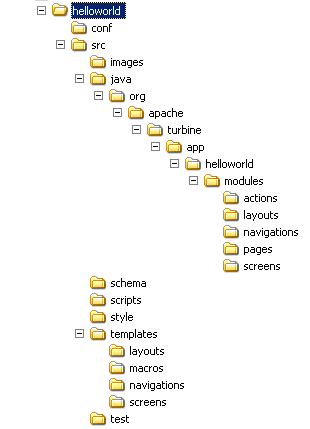 helloworld
conf
src
images
java
org
apache
turbine
app
helloworld
modules
actions
layouts
navigations
pages
screens
schema
scripts
style
templates
layouts
macros
navigations
screens
test